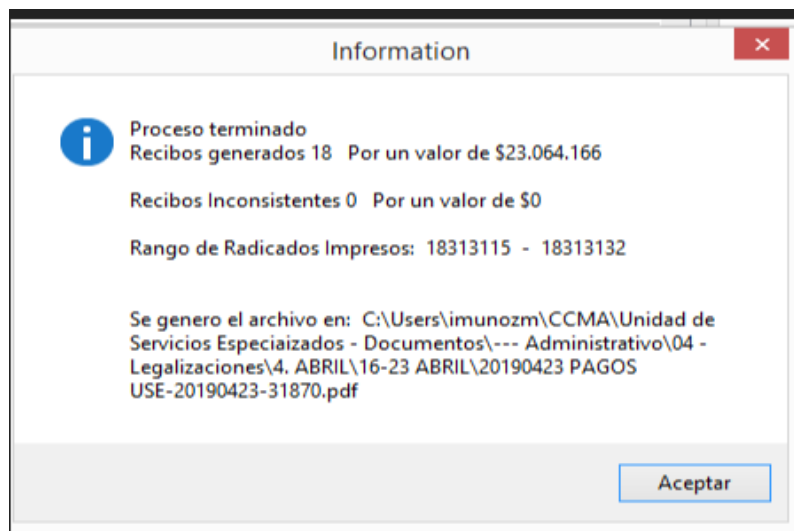 Information
Proceso terminado
Recibos generados 18 Por un valor de $23.064.166
Recibos Inconsistentes 0 Por un valor de $0
Rango de Radicados Impresos: 18313115 - 18313132
Se genero el archivo en: C:\Users\imunozm\CCMA\Unidad de
Servicios Especiaizados - Documentos\--- Administrativo\04 -
Legalizaciones\4. ABRIL\16-23 ABRIL\20190423 PAGOS
USE-20190423-31870.pdf
Aceptar